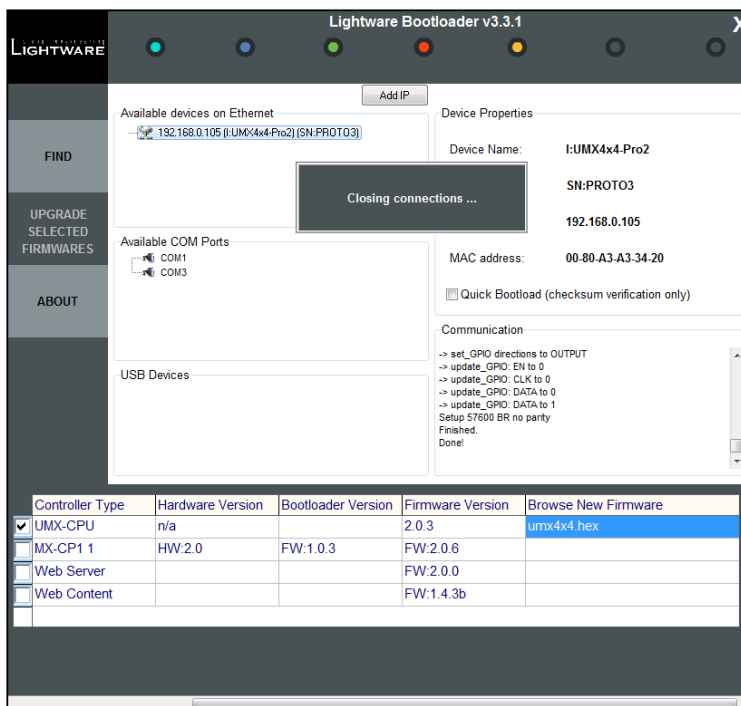 Lightware Bootloader v3.3.1
X
LIGHTWARE
Add IP
Available devices on Ethernet
192.168.0.105 (I:UMX4x4-Pro2) (SN:PROTO3)
FIND
UPGRADE
SELECTED
FIRMWARES
ABOUT
Closing connections ...
Available COM Ports
COM1
COM3
USB Devices
Device Properties
Device Name: I:UMX4x4-Pro2
SN:PROTO3
192.168.0.105
MAC address: 00-80-A3-A3-34-20
Quick Bootload (checksum verification only)
Communication
-> set_GPIO directions to OUTPUT
-> update_GPIO: EN to 0
-> update_GPIO: CLK to 0
-> update_GPIO: DATA to 0
-> update_GPIO: DATA to 1
Setup 57600 BR no parity
Finished.
Done!
Controller Type Hardware Version Bootloader Version Firmware Version Browse New Firmware
UMX-CPU n/a 2.0.3 umx4x4.hex
MX-CP1 1 HW:2.0 FW:1.0.3 FW:2.0.6
Web Server FW:2.0.0
Web Content FW:1.4.3b